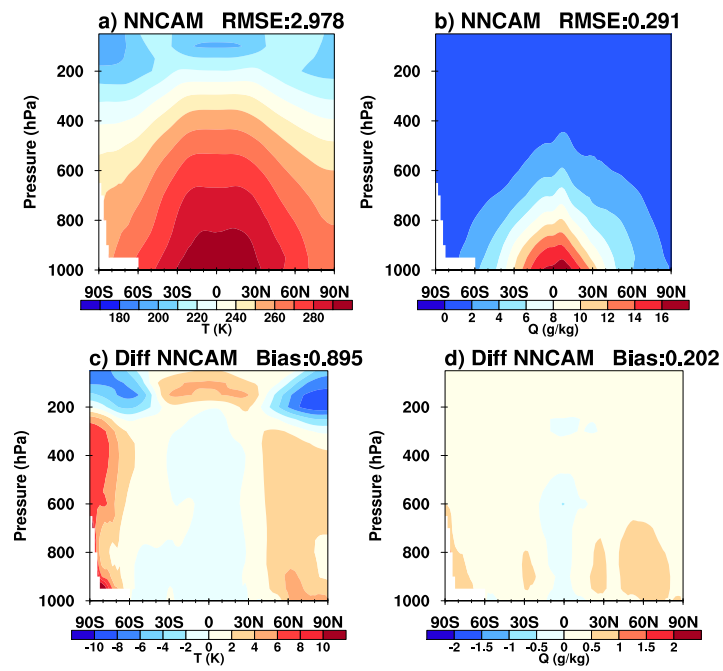 a) NNCAM RMSE:2.978
Pressure (hPa)
200
400
600
800
1000
90S 60S 30S 0 30N 60N 90N
180 200 220 240 260 280
T (K)
b) NNCAM RMSE:0.291
Pressure (hPa)
200
400
600
800
1000
90S 60S 30S 0 30N 60N 90N
0 2 4 6 8 10 12 14 16
Q (g/kg)
c) Diff NNCAM Bias:0.895
Pressure (hPa)
200
400
600
800
1000
90S 60S 30S 0 30N 60N 90N
-10 -8 -6 -4 -2 0 2 4 6 8 10
T (K)
d) Diff NNCAM Bias:0.202
Pressure (hPa)
200
400
600
800
1000
90S 60S 30S 0 30N 60N 90N
-2 -1.5 -1 -0.5 0 0.5 1 1.5 2
Q (g/kg)